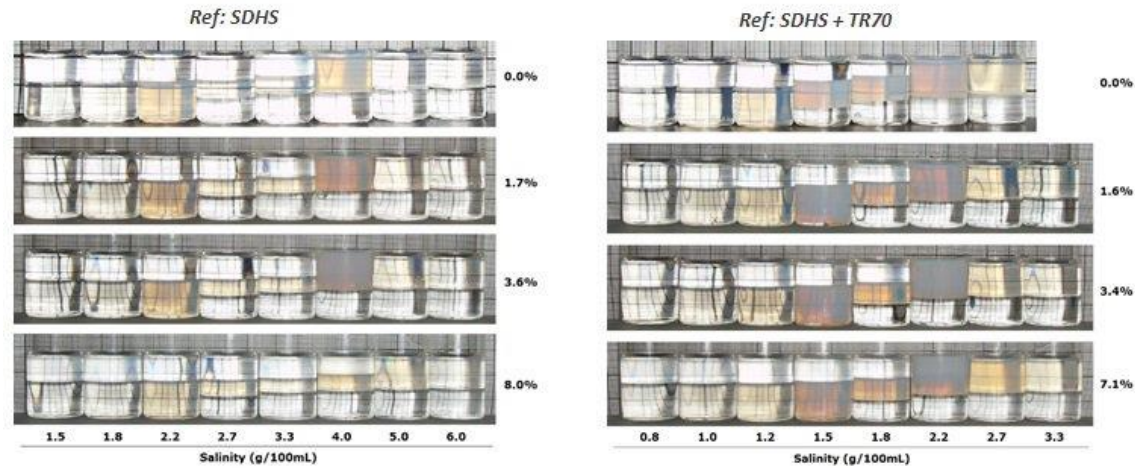 Ref: SDHS
0.0%
1.7%
3.6%
8.0%
1.5 1.8 2.2 2.7 3.3 4.0 5.0 6.0
Salinity (g/100mL)
Ref: SDHS + TR70
0.0%
1.6%
3.4%
7.1%
0.8 1.0 1.2 1.5 1.8 2.2 2.7 3.3
Salinity (g/100mL)